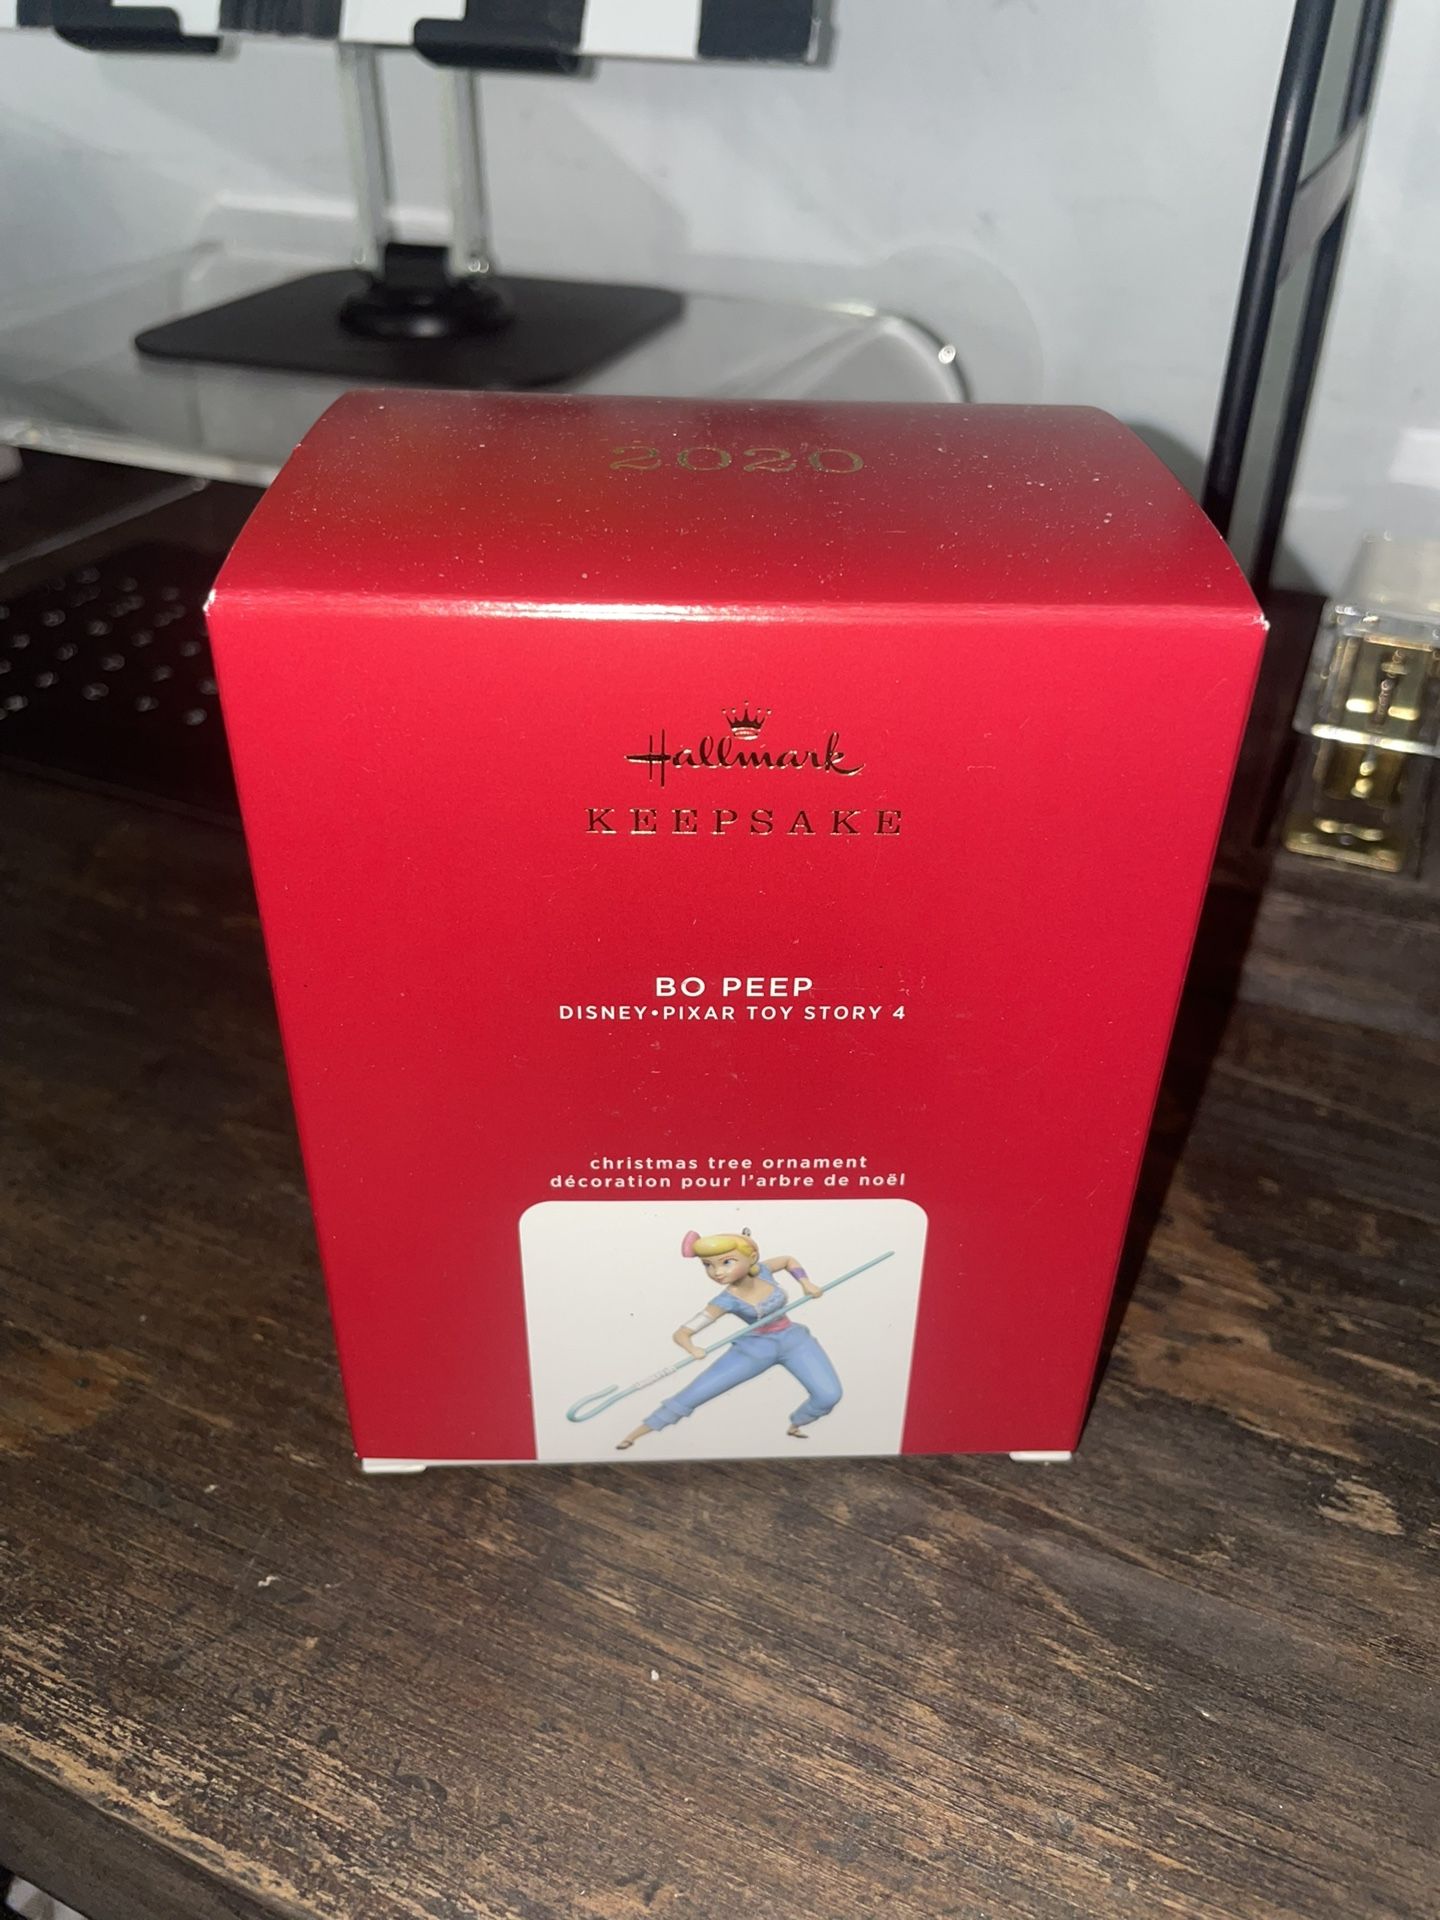 2020
Hallmark
KEEPSAKE
BO PEEP
DISNEY•PIXAR TOY STORY 4
christmas tree ornament
décoration pour l'arbre de noël